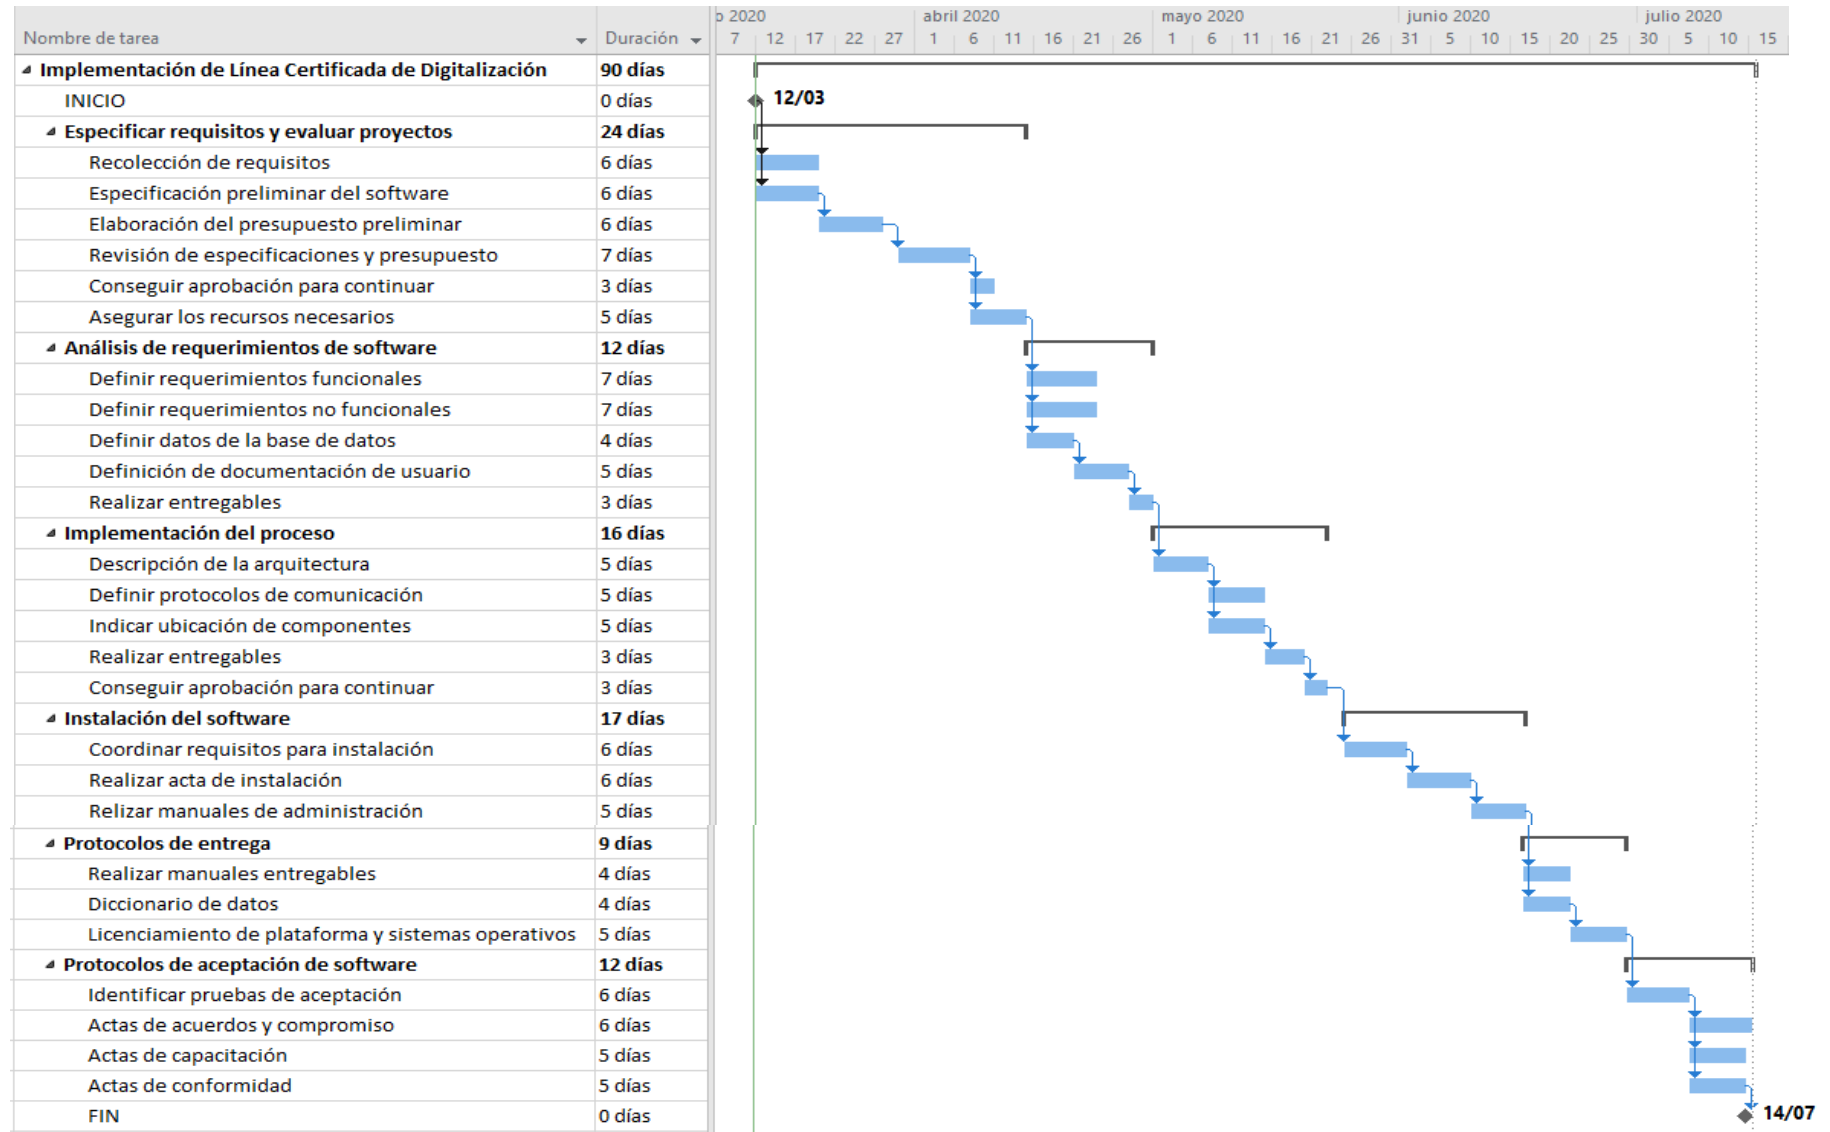 o 2020 abril 2020 mayo 2020 junio 2020 julio 2020
Nombre de tarea Duración 7 12 17 22 27 1 6 11 16 21 26 1 6 11 16 21 26 31 5 10 15 20 25 30 5 10 15
Implementación de Línea Certificada de Digitalización 90 días
INICIO 0 días 12/03
Especificar requisitos y evaluar proyectos 24 días
Recolección de requisitos 6 días
Especificación preliminar del software 6 días
Elaboración del presupuesto preliminar 6 días
Revisión de especificaciones y presupuesto 7 días
Conseguir aprobación para continuar 3 días
Asegurar los recursos necesarios 5 días
Análisis de requerimientos de software 12 días
Definir requerimientos funcionales 7 días
Definir requerimientos no funcionales 7 días
Definir datos de la base de datos 4 días
Definición de documentación de usuario 5 días
Realizar entregables 3 días
Implementación del proceso 16 días
Descripción de la arquitectura 5 días
Definir protocolos de comunicación 5 días
Indicar ubicación de componentes 5 días
Realizar entregables 3 días
Conseguir aprobación para continuar 3 días
Instalación del software 17 días
Coordinar requisitos para instalación 6 días
Realizar acta de instalación 6 días
Relizar manuales de administración 5 días
Protocolos de entrega 9 días
Realizar manuales entregables 4 días
Diccionario de datos 4 días
Licenciamiento de plataforma y sistemas operativos 5 días
Protocolos de aceptación de software 12 días
Identificar pruebas de aceptación 6 días
Actas de acuerdos y compromiso 6 días
Actas de capacitación 5 días
Actas de conformidad 5 días
FIN 0 días 14/07